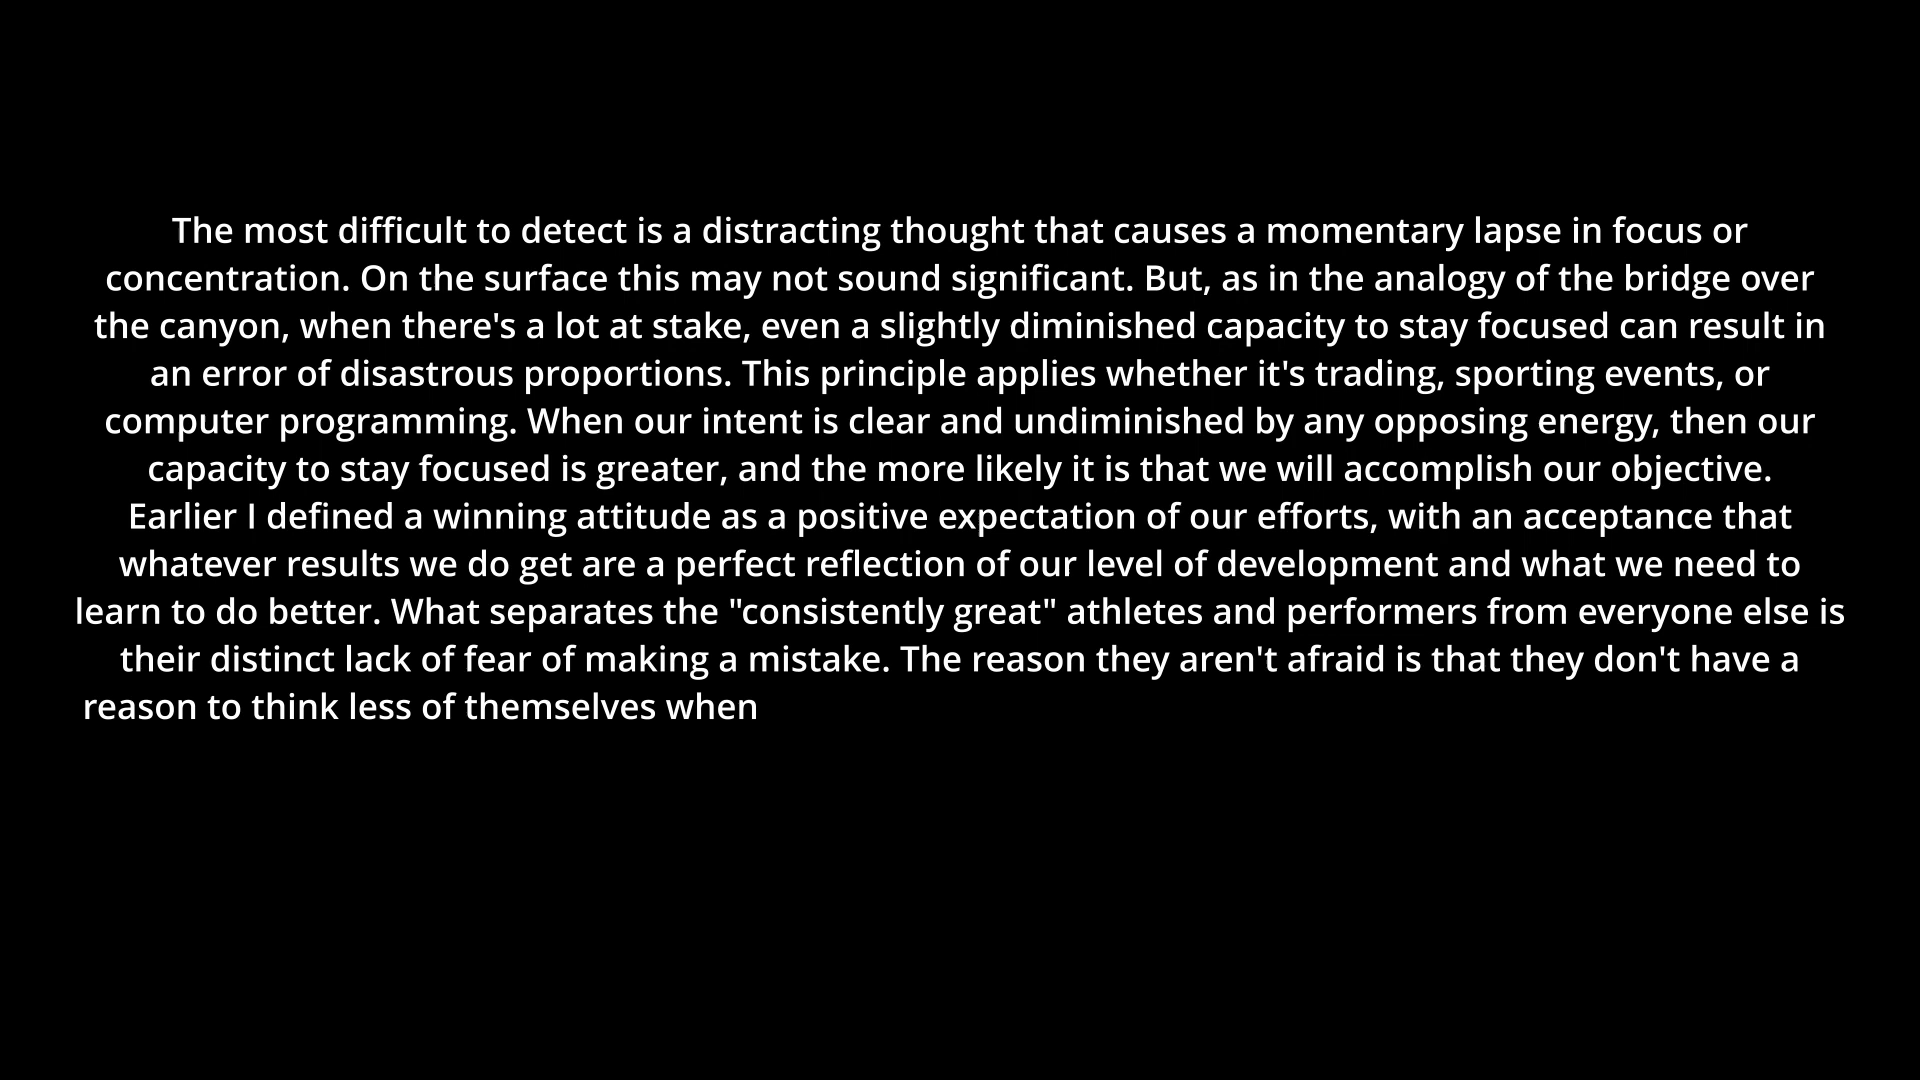 The most difficult to detect is a distracting thought that causes a momentary lapse in focus or
concentration. On the surface this may not sound significant. But, as in the analogy of the bridge over
the canyon, when there's a lot at stake, even a slightly diminished capacity to stay focused can result in
an error of disastrous proportions. This principle applies whether it's trading, sporting events, or
computer programming. When our intent is clear and undiminished by any opposing energy, then our
capacity to stay focused is greater, and the more likely it is that we will accomplish our objective.
Earlier I defined a winning attitude as a positive expectation of our efforts, with an acceptance that
whatever results we do get are a perfect reflection of our level of development and what we need to
learn to do better. What separates the "consistently great" athletes and performers from everyone else is
their distinct lack of fear of making a mistake. The reason they aren't afraid is that they don't have a
reason to think less of themselves when